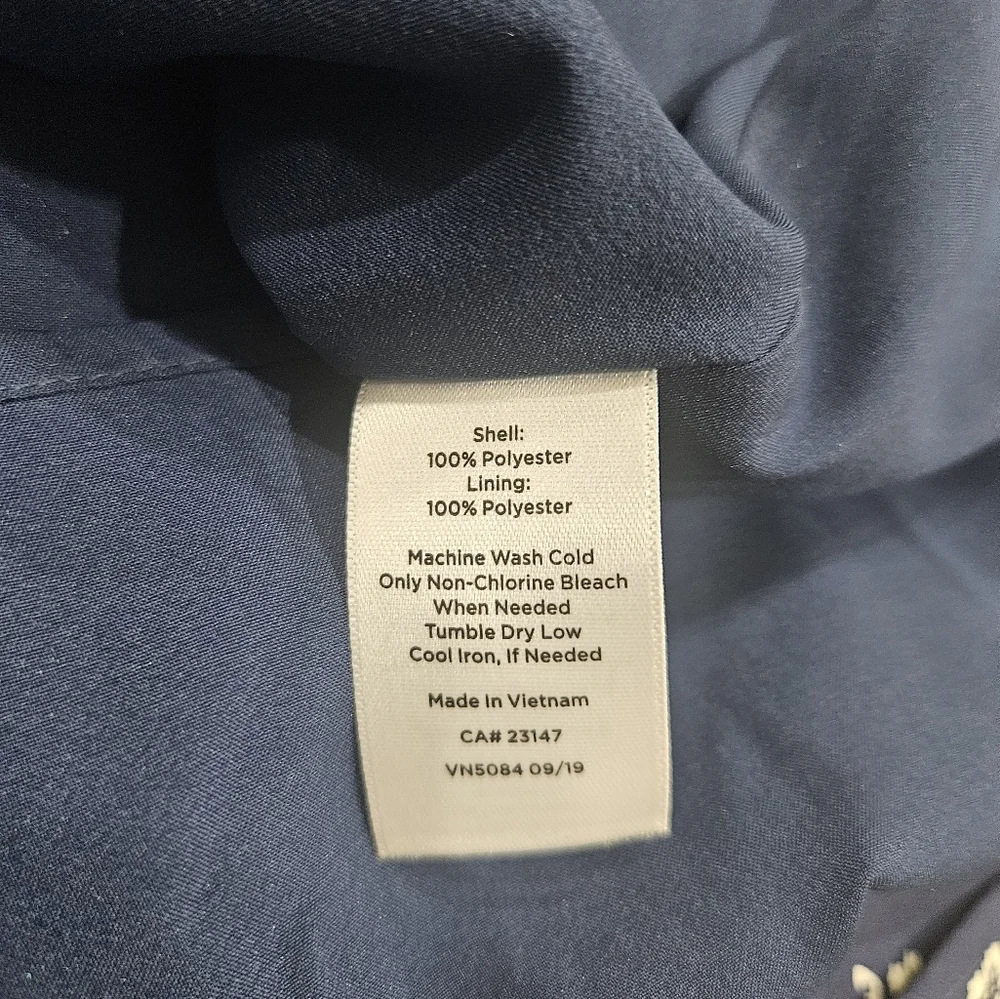 Shell:
100% Polyester
Lining:
100% Polyester
Machine Wash Cold
Only Non-Chlorine Bleach
When Needed
Tumble Dry Low
Cool Iron, If Needed
Made In Vietnam
CA# 23147
VN5084 09/19